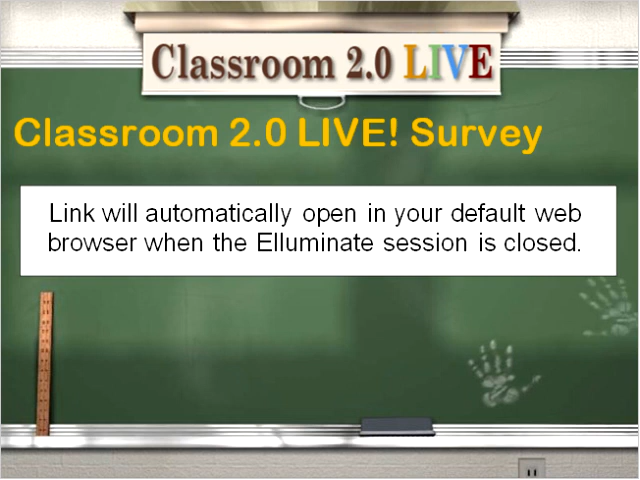 Classroom 2.0 LIVE
Classroom 2.0 LIVE! Survey
Link will automatically open in your default web
browser when the Elluminate session is closed.